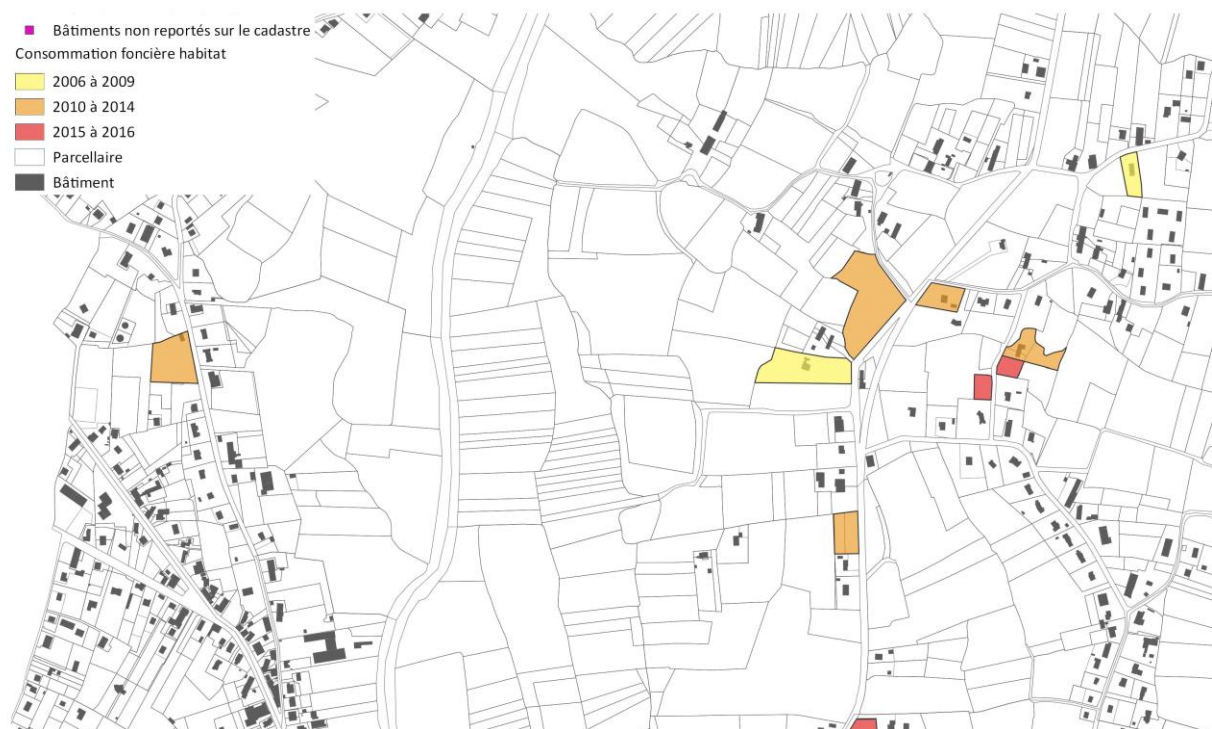 Bâtiments non reportés sur le cadastre
Consommation foncière habitat
2006 à 2009
2010 à 2014
2015 à 2016
Parcellaire
Bâtiment